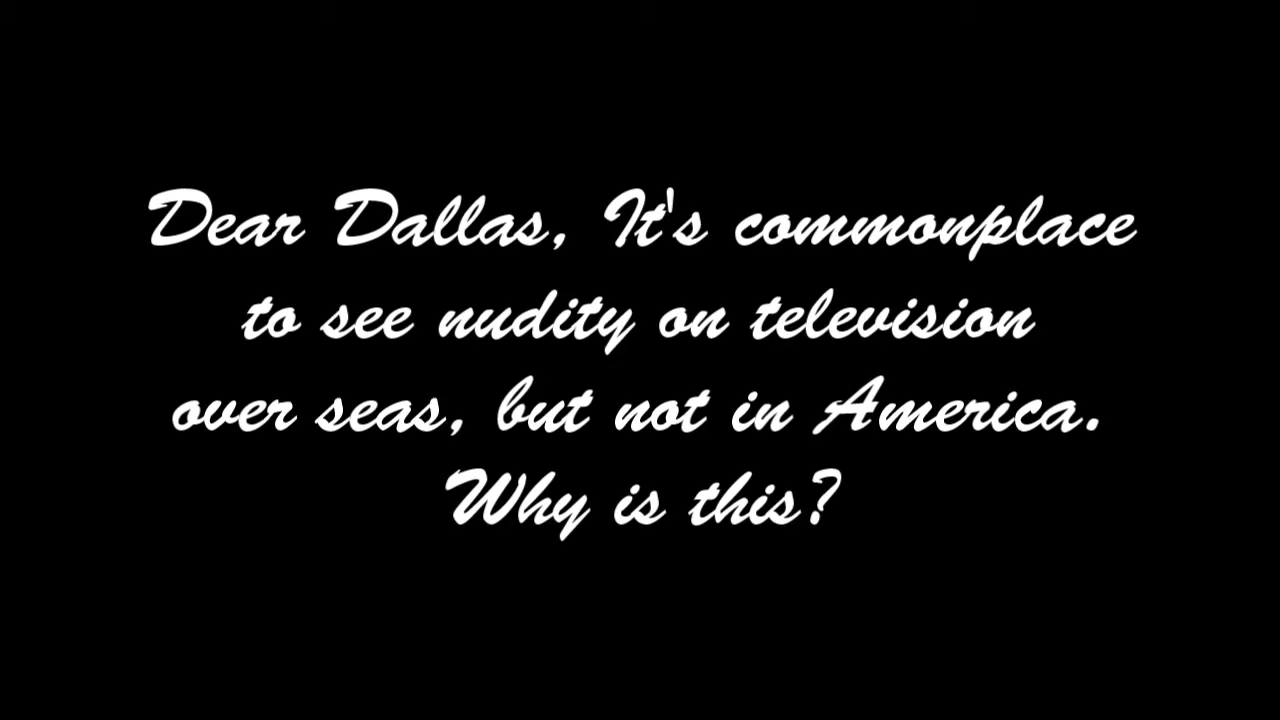 Dear Dallas, It's commonplace
to see nudity on television
over seas, but not in America.
Why is this?